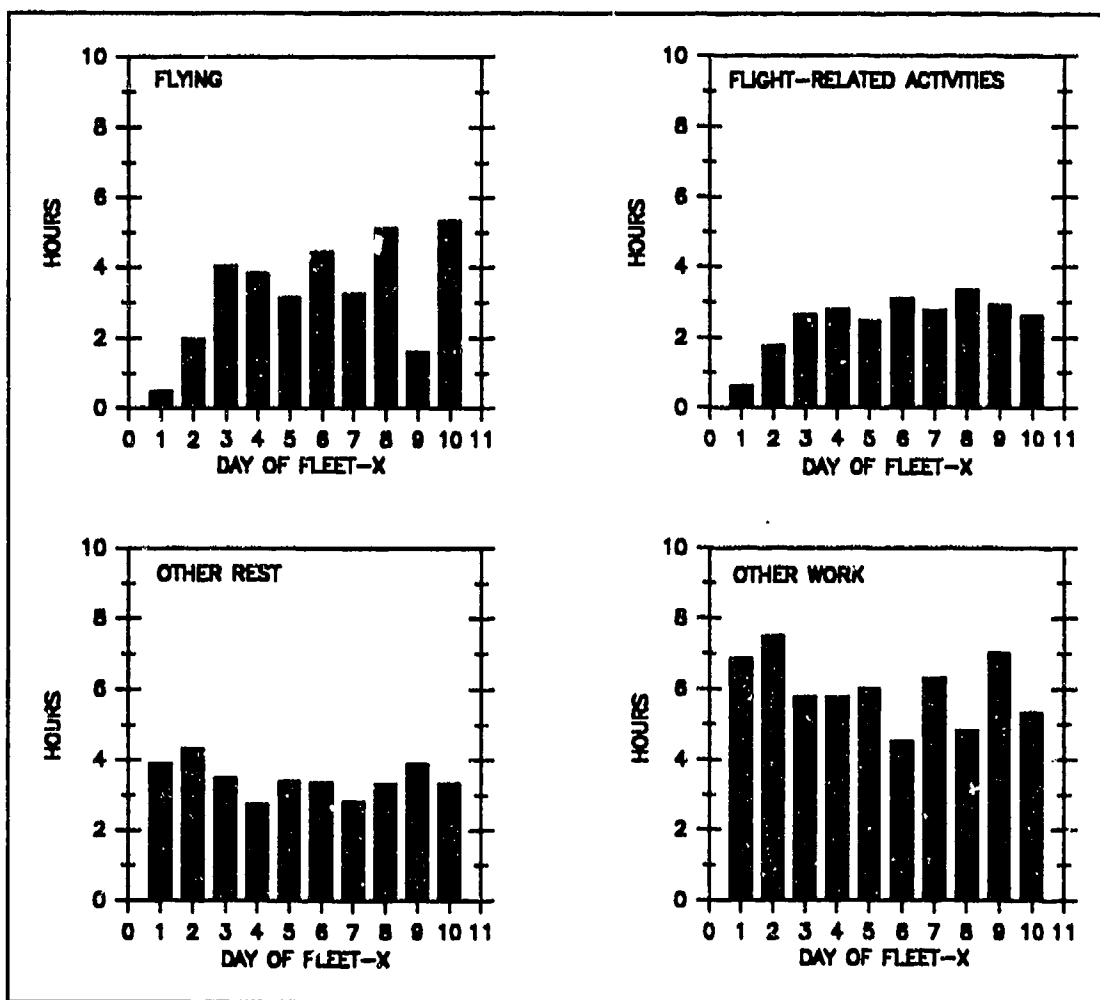 FLYING
10
8
6
4
2
0
HOURS
0 1 2 3 4 5 6 7 8 9 10 11
DAY OF FLEET-X
FLIGHT-RELATED ACTIVITIES
10
8
6
4
2
0
HOURS
0 1 2 3 4 5 6 7 8 9 10 11
DAY OF FLEET-X
OTHER REST
10
8
6
4
2
0
HOURS
0 1 2 3 4 5 6 7 8 9 10 11
DAY OF FLEET-X
OTHER WORK
10
8
6
4
2
0
HOURS
0 1 2 3 4 5 6 7 8 9 10 11
DAY OF FLEET-X